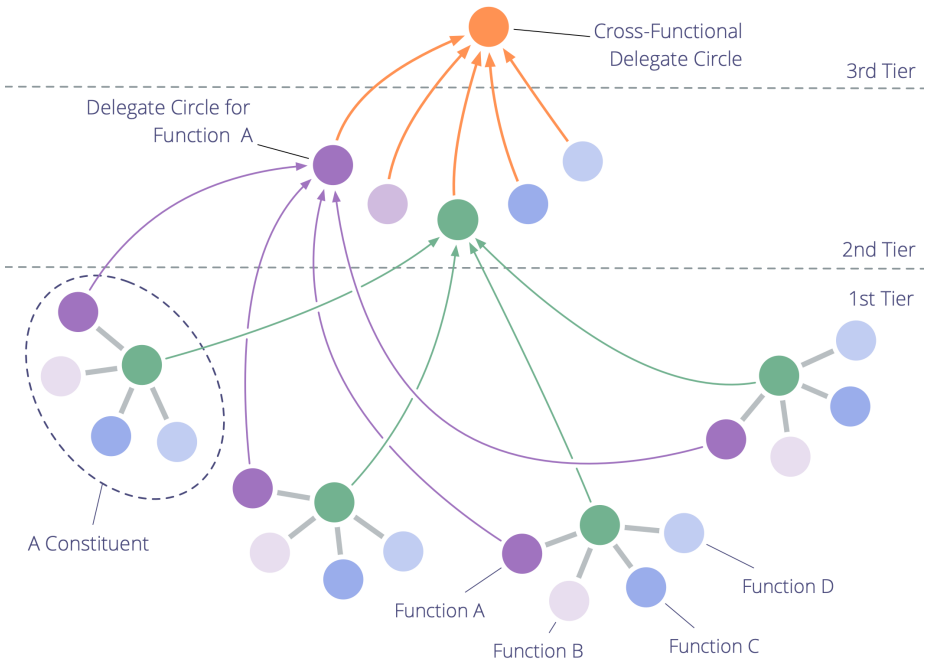 Cross-Functional
Delegate Circle
3rd Tier
Delegate Circle for
Function A
2nd Tier
1st Tier
A Constituent
Function A
Function B
Function C
Function D